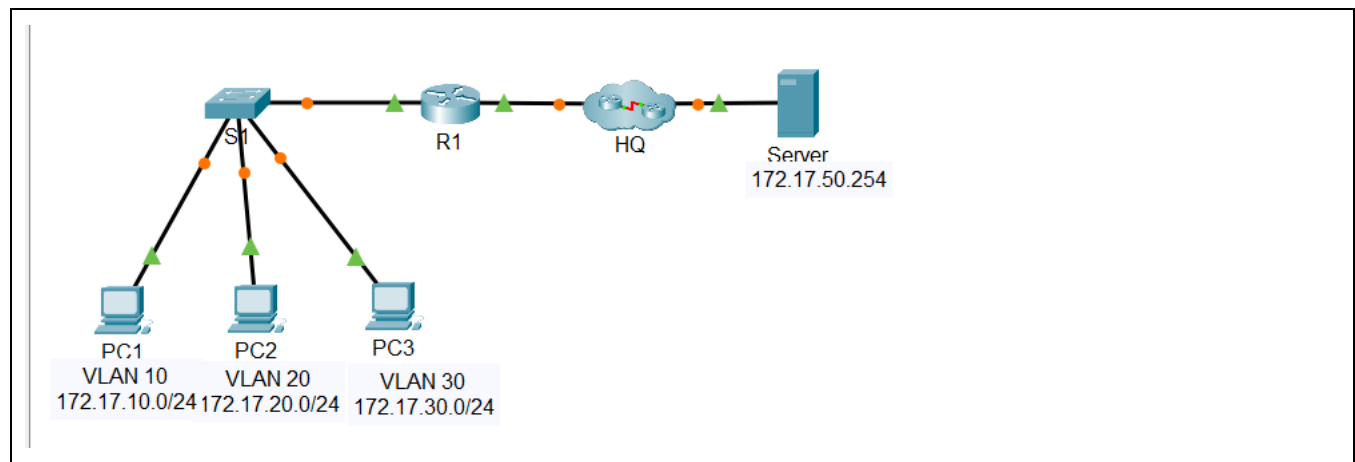 S1
R1
HQ
Server
172.17.50.254
PC1
VLAN 10
172.17.10.0/24
PC2
VLAN 20
172.17.20.0/24
PC3
VLAN 30
172.17.30.0/24